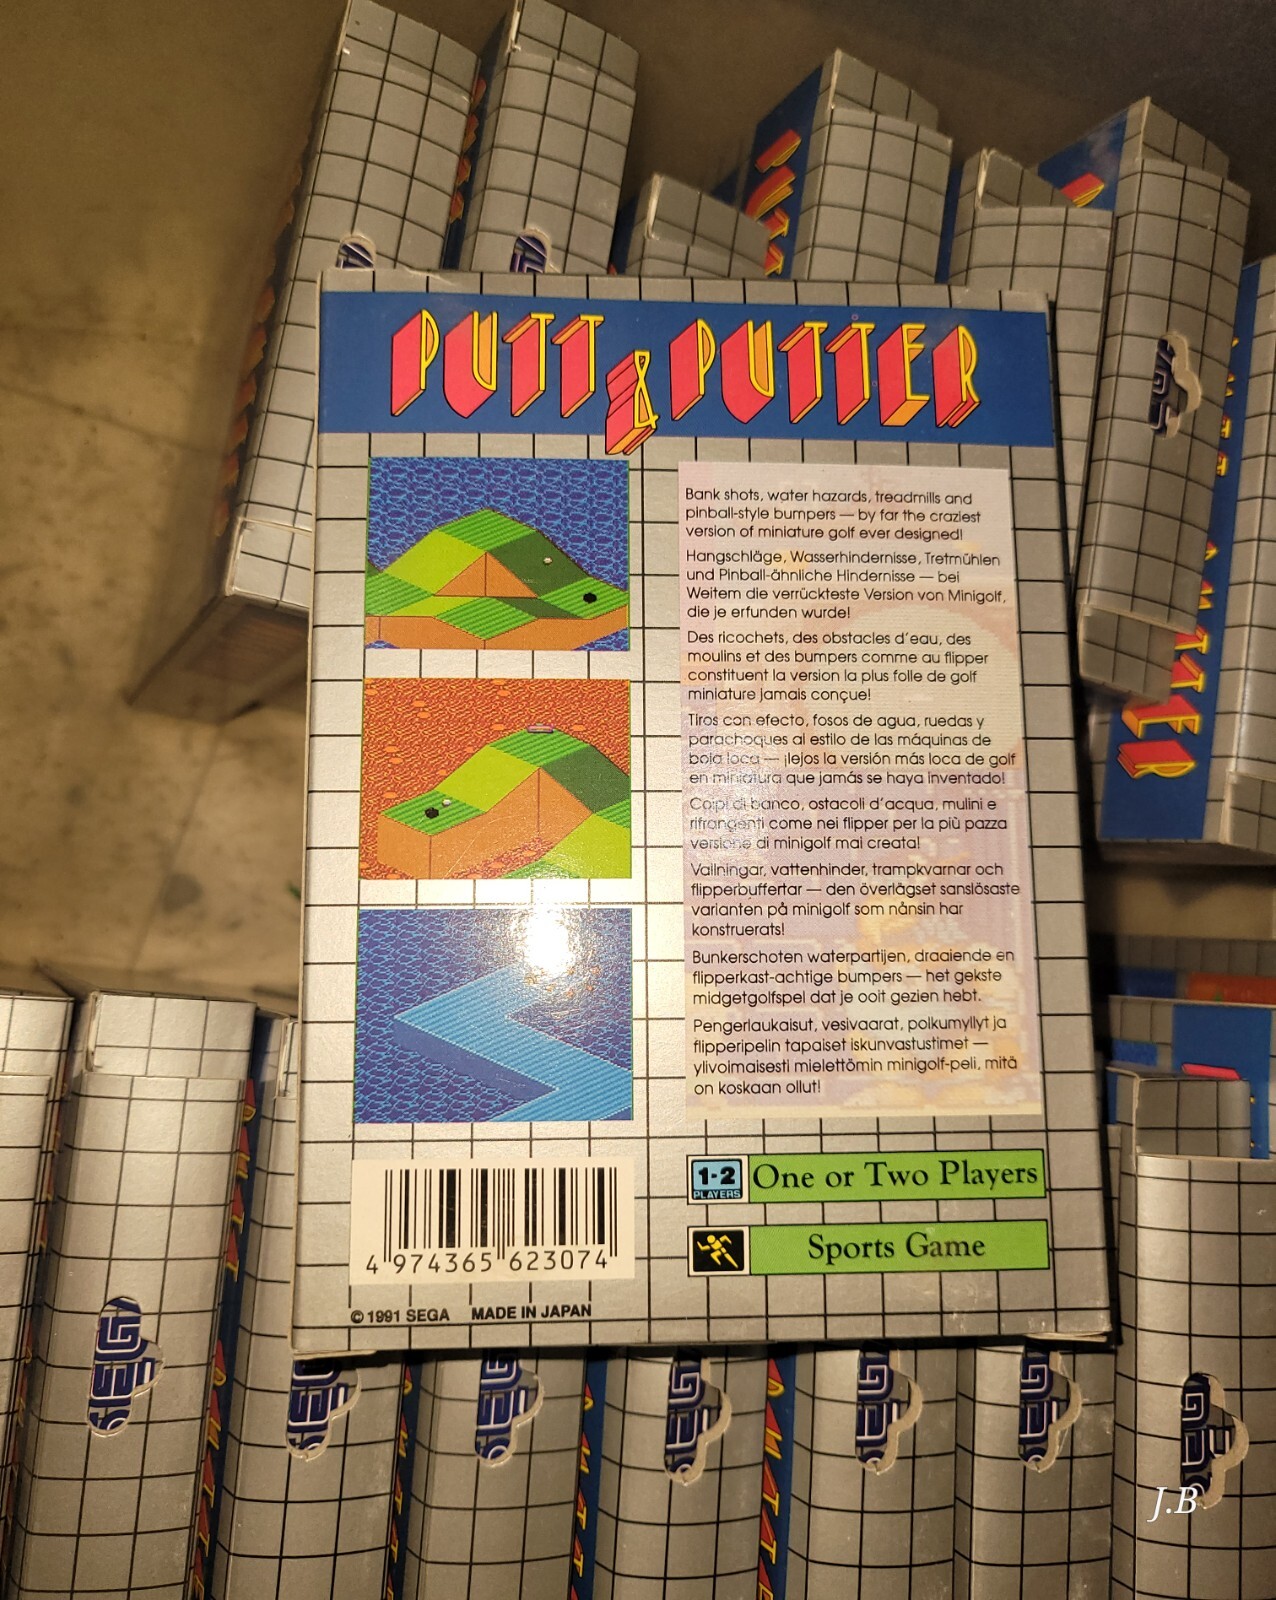 PUTT & PUTTER
Bank shots, water hazards, treadmills and
pinball-style bumpers — by far the craziest
version of miniature golf ever designed!
Hangschläge, Wasserhindernisse, Tretmühlen
und Pinball-ähnliche Hindernisse — bei
Weitem die verrückteste Version von Minigolf,
die je erfunden wurde!
Des ricochets, des obstacles d'eau, des
moulins et des bumpers comme au flipper
constituent la version la plus folle de golf
miniature jamais conçue!
Tiros con efecto, fosos de agua, ruedas y
parachoques al estilo de las máquinas de
bola loca — ¡lejos la versión más loca de golf
en miniatura que jamás se haya inventado!
Colpi di banco, ostacoli d'acqua, mulini e
rifrangenti come nei flipper per la più pazza
versione di minigolf mai creata!
Vallningar, vattenhinder, trampkvarnar och
flipperbuffertar — den överlägset sanslösaste
varianten på minigolf som nånsin har
konstruerats!
Bunkerschoten waterpartijen, draaiende en
flipperkast-achtige bumpers — het gekste
midgetgolfspel dat je ooit gezien hebt.
Pengerlaukaisut, vesivaarat, polkumyllyt ja
flipperipelin tapaiset iskunvastustimet —
ylivoimaisesti mielettömin minigolf-peli, mitä
on koskaan ollut!
1-2
PLAYERS
One or Two Players
Sports Game
4 974365 623074
© 1991 SEGA MADE IN JAPAN
SEGA
SEGA
SEGA
SEGA
SEGA
SEGA
SEGA
J.B